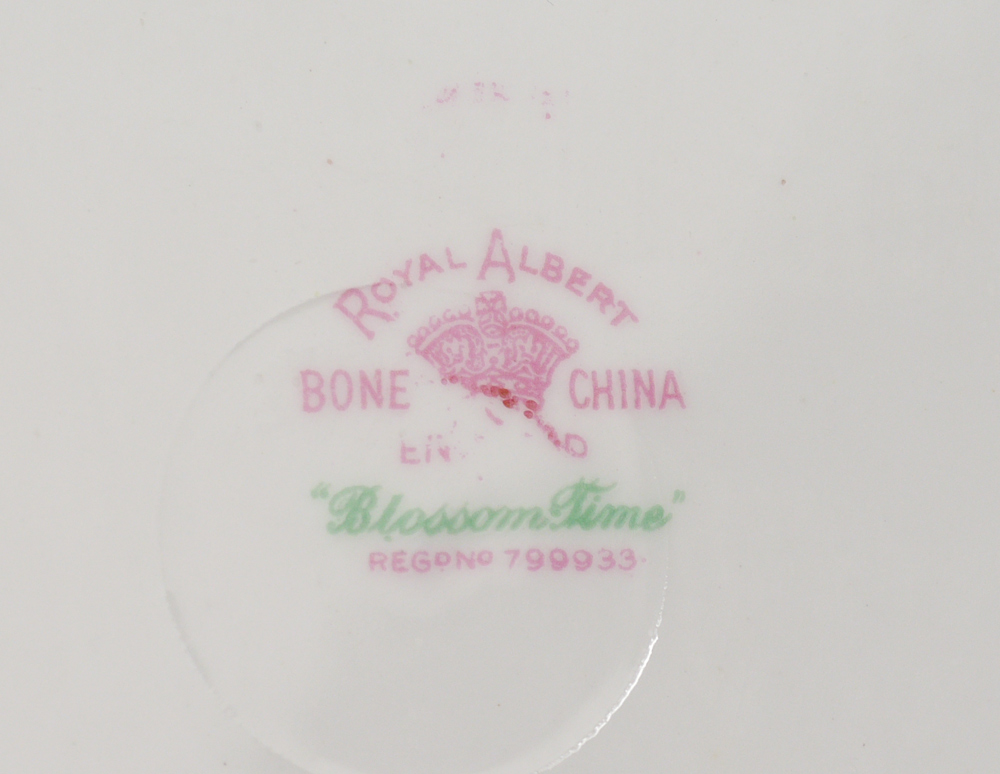 ROYAL ALBERT
BONE CHINA
"Blossom Time"
REGD NO 799933